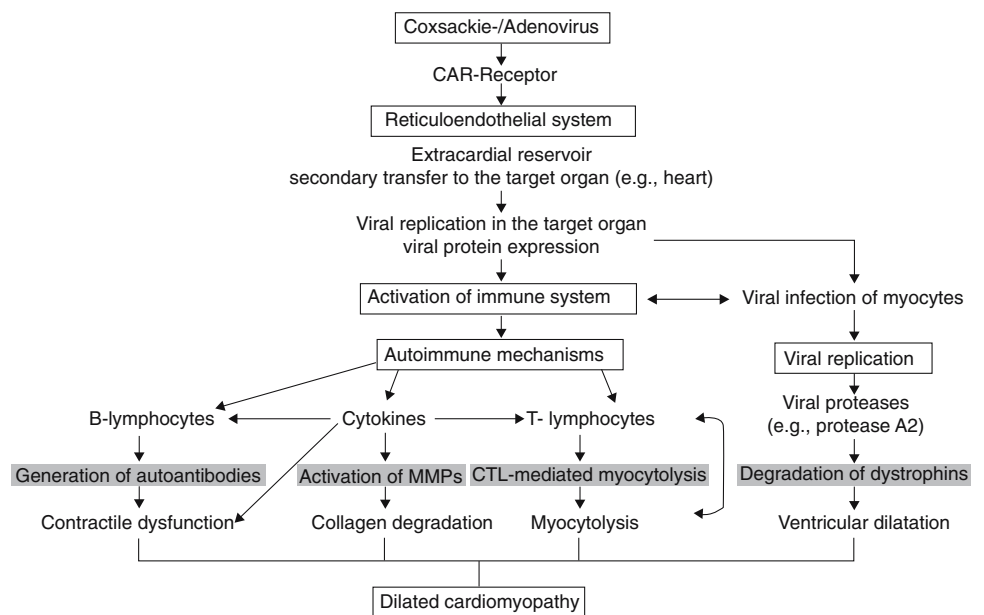 Coxsackie-/Adenovirus
CAR-Receptor
Reticuloendothelial system
Extracardial reservoir
secondary transfer to the target organ (e.g., heart)
Viral replication in the target organ
viral protein expression
Activation of immune system
Viral infection of myocytes
Autoimmune mechanisms
Viral replication
B-lymphocytes
Cytokines
T- lymphocytes
Viral proteases
(e.g., protease A2)
Generation of autoantibodies
Activation of MMPs
CTL-mediated myocytolysis
Degradation of dystrophins
Contractile dysfunction
Collagen degradation
Myocytolysis
Ventricular dilatation
Dilated cardiomyopathy